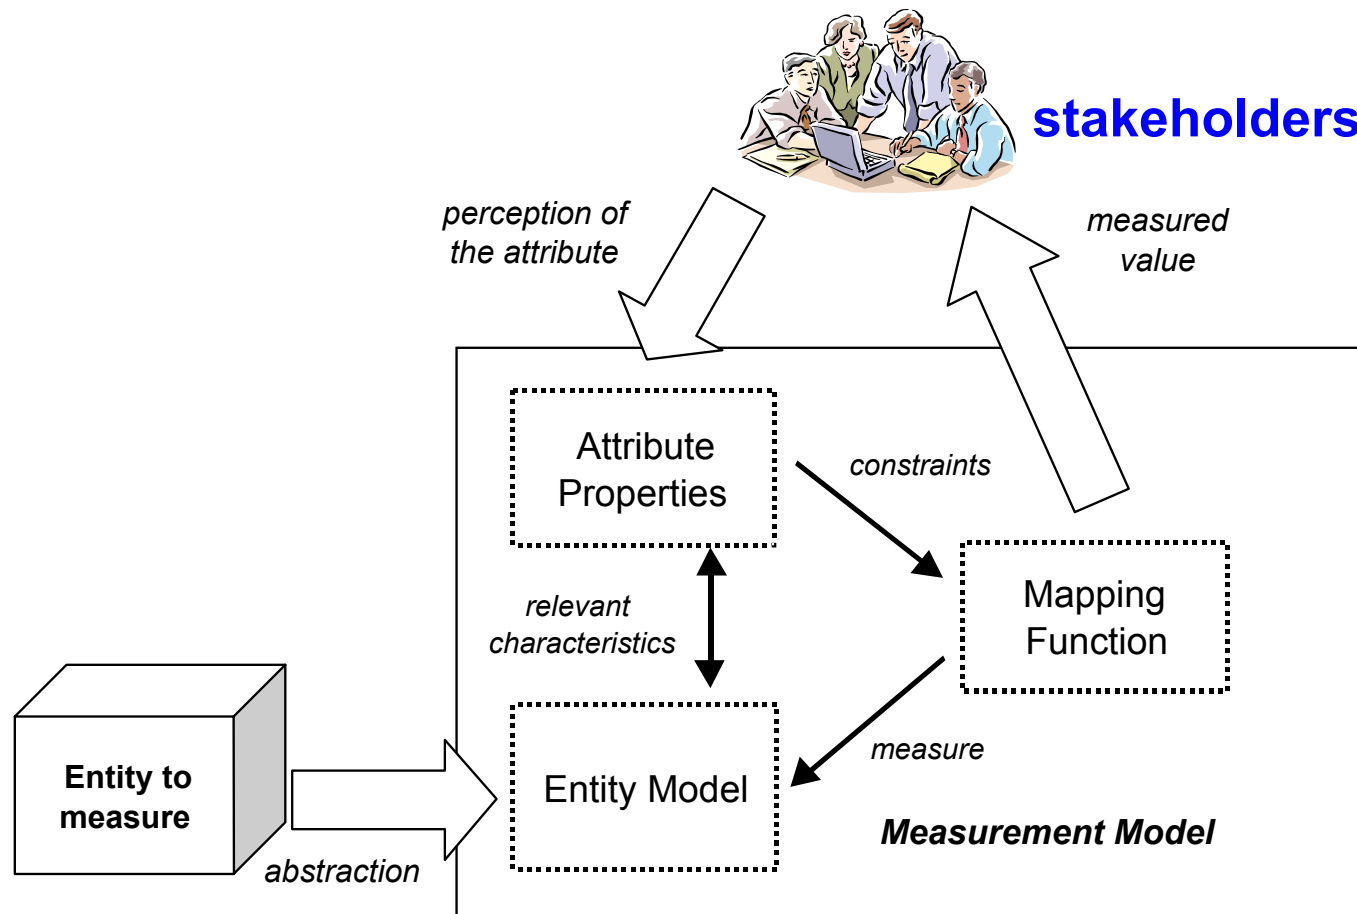 stakeholders
perception of
the attribute
measured
value
Attribute
Properties
constraints
relevant
characteristics
Mapping
Function
Entity to
measure
abstraction
Entity Model
measure
Measurement Model